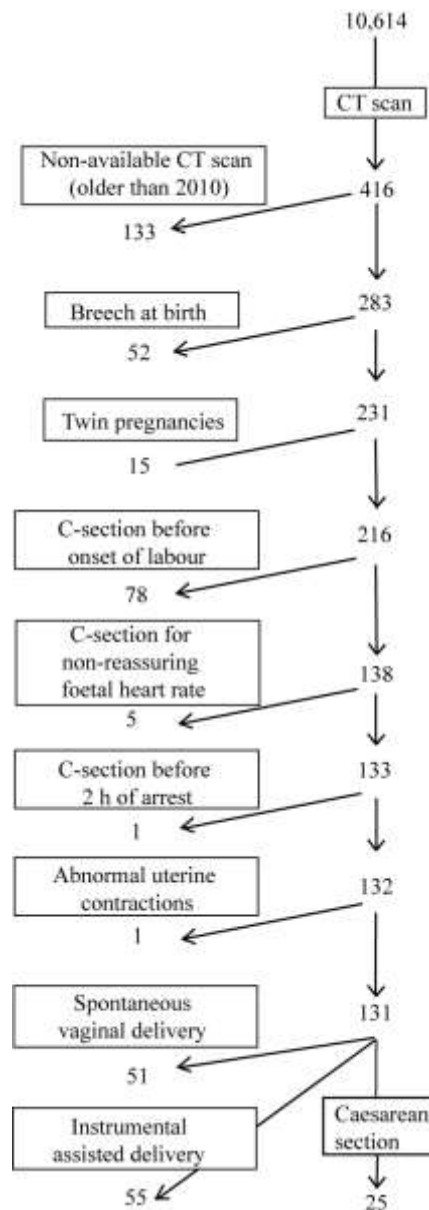 10,614
CT scan
Non-available CT scan
(older than 2010)
416
133
283
Breech at birth
52
231
Twin pregnancies
15
C-section before
onset of labour
216
78
C-section for
non-reassuring
foetal heart rate
138
5
C-section before
2 h of arrest
133
1
Abnormal uterine
contractions
132
1
Spontaneous
vaginal delivery
131
51
Instrumental
assisted delivery
Caesarean
section
55
25